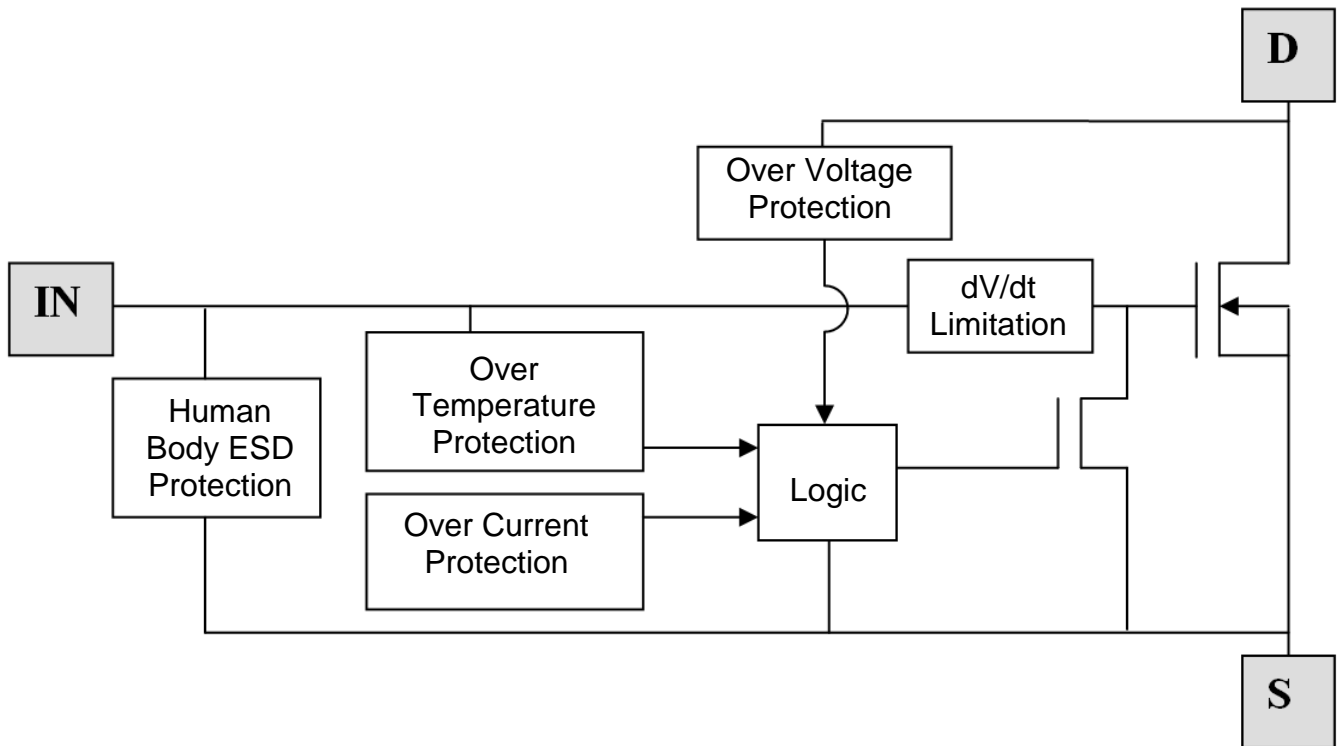 D
Over Voltage
Protection
IN
dV/dt
Limitation
Over
Temperature
Protection
Human
Body ESD
Protection
Logic
Over Current
Protection
S